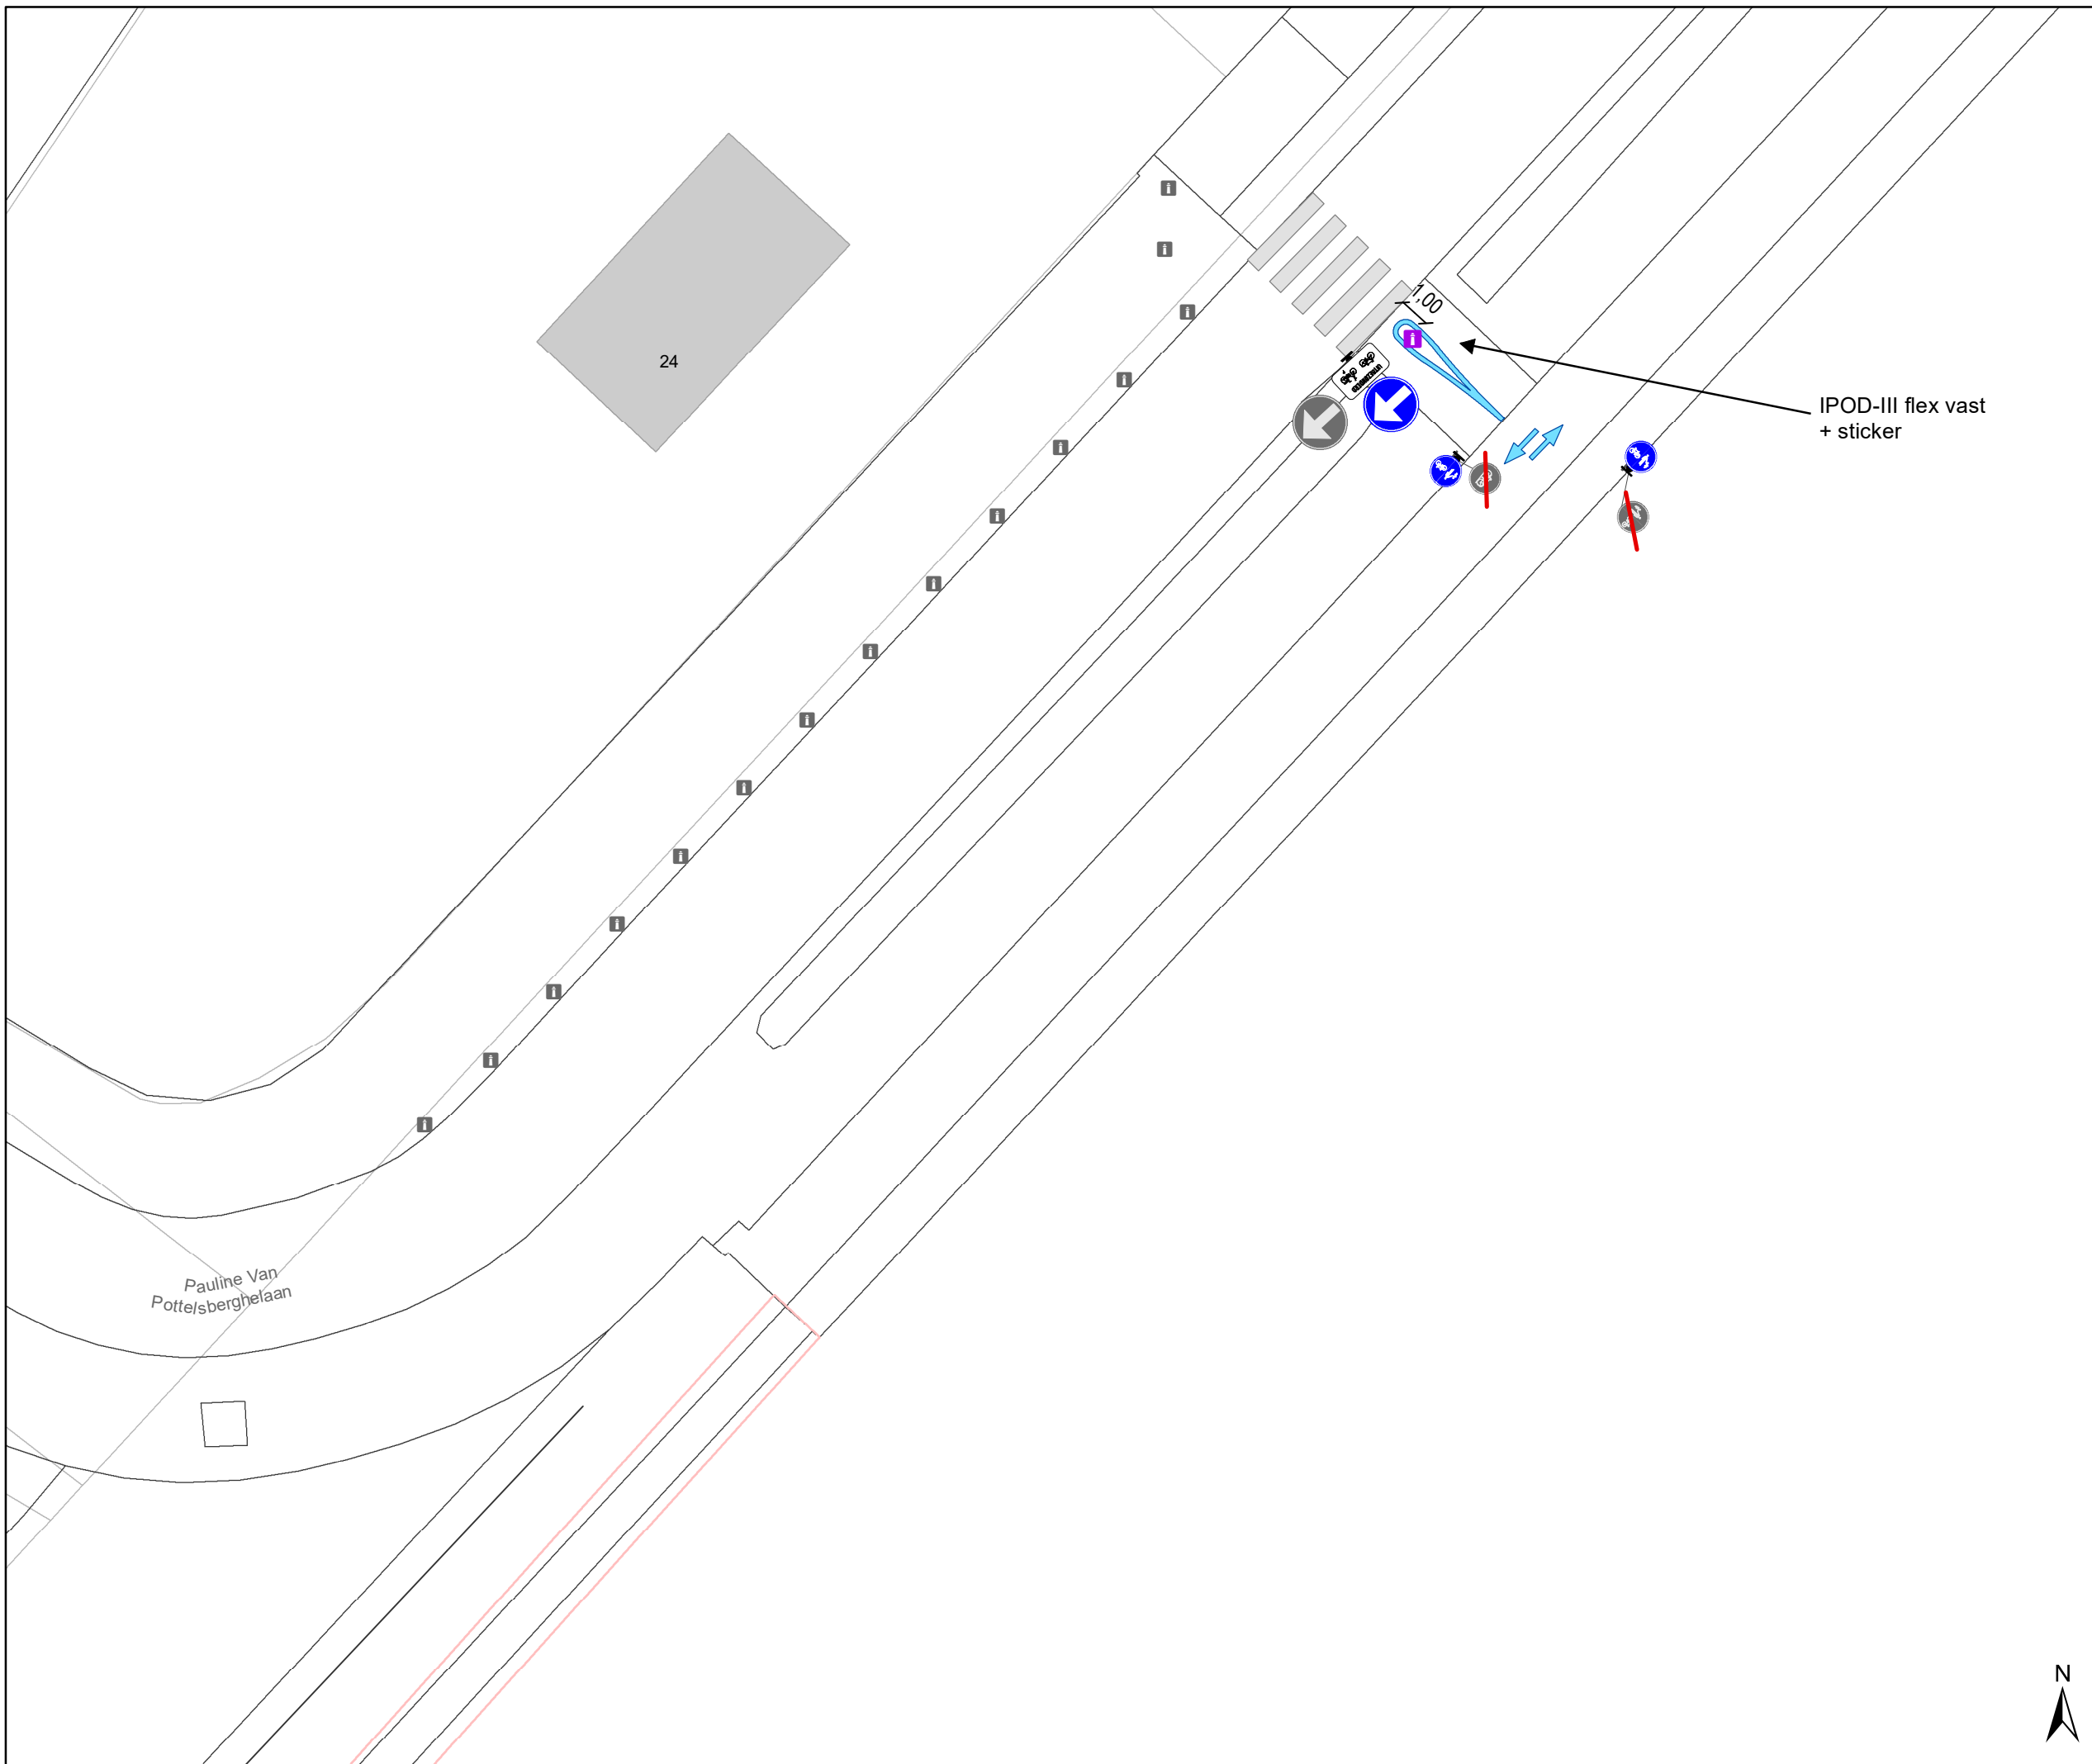 1,00
24
IPOD-III flex vast
+ sticker
Pauline Van
Pottelsberghelaan
N